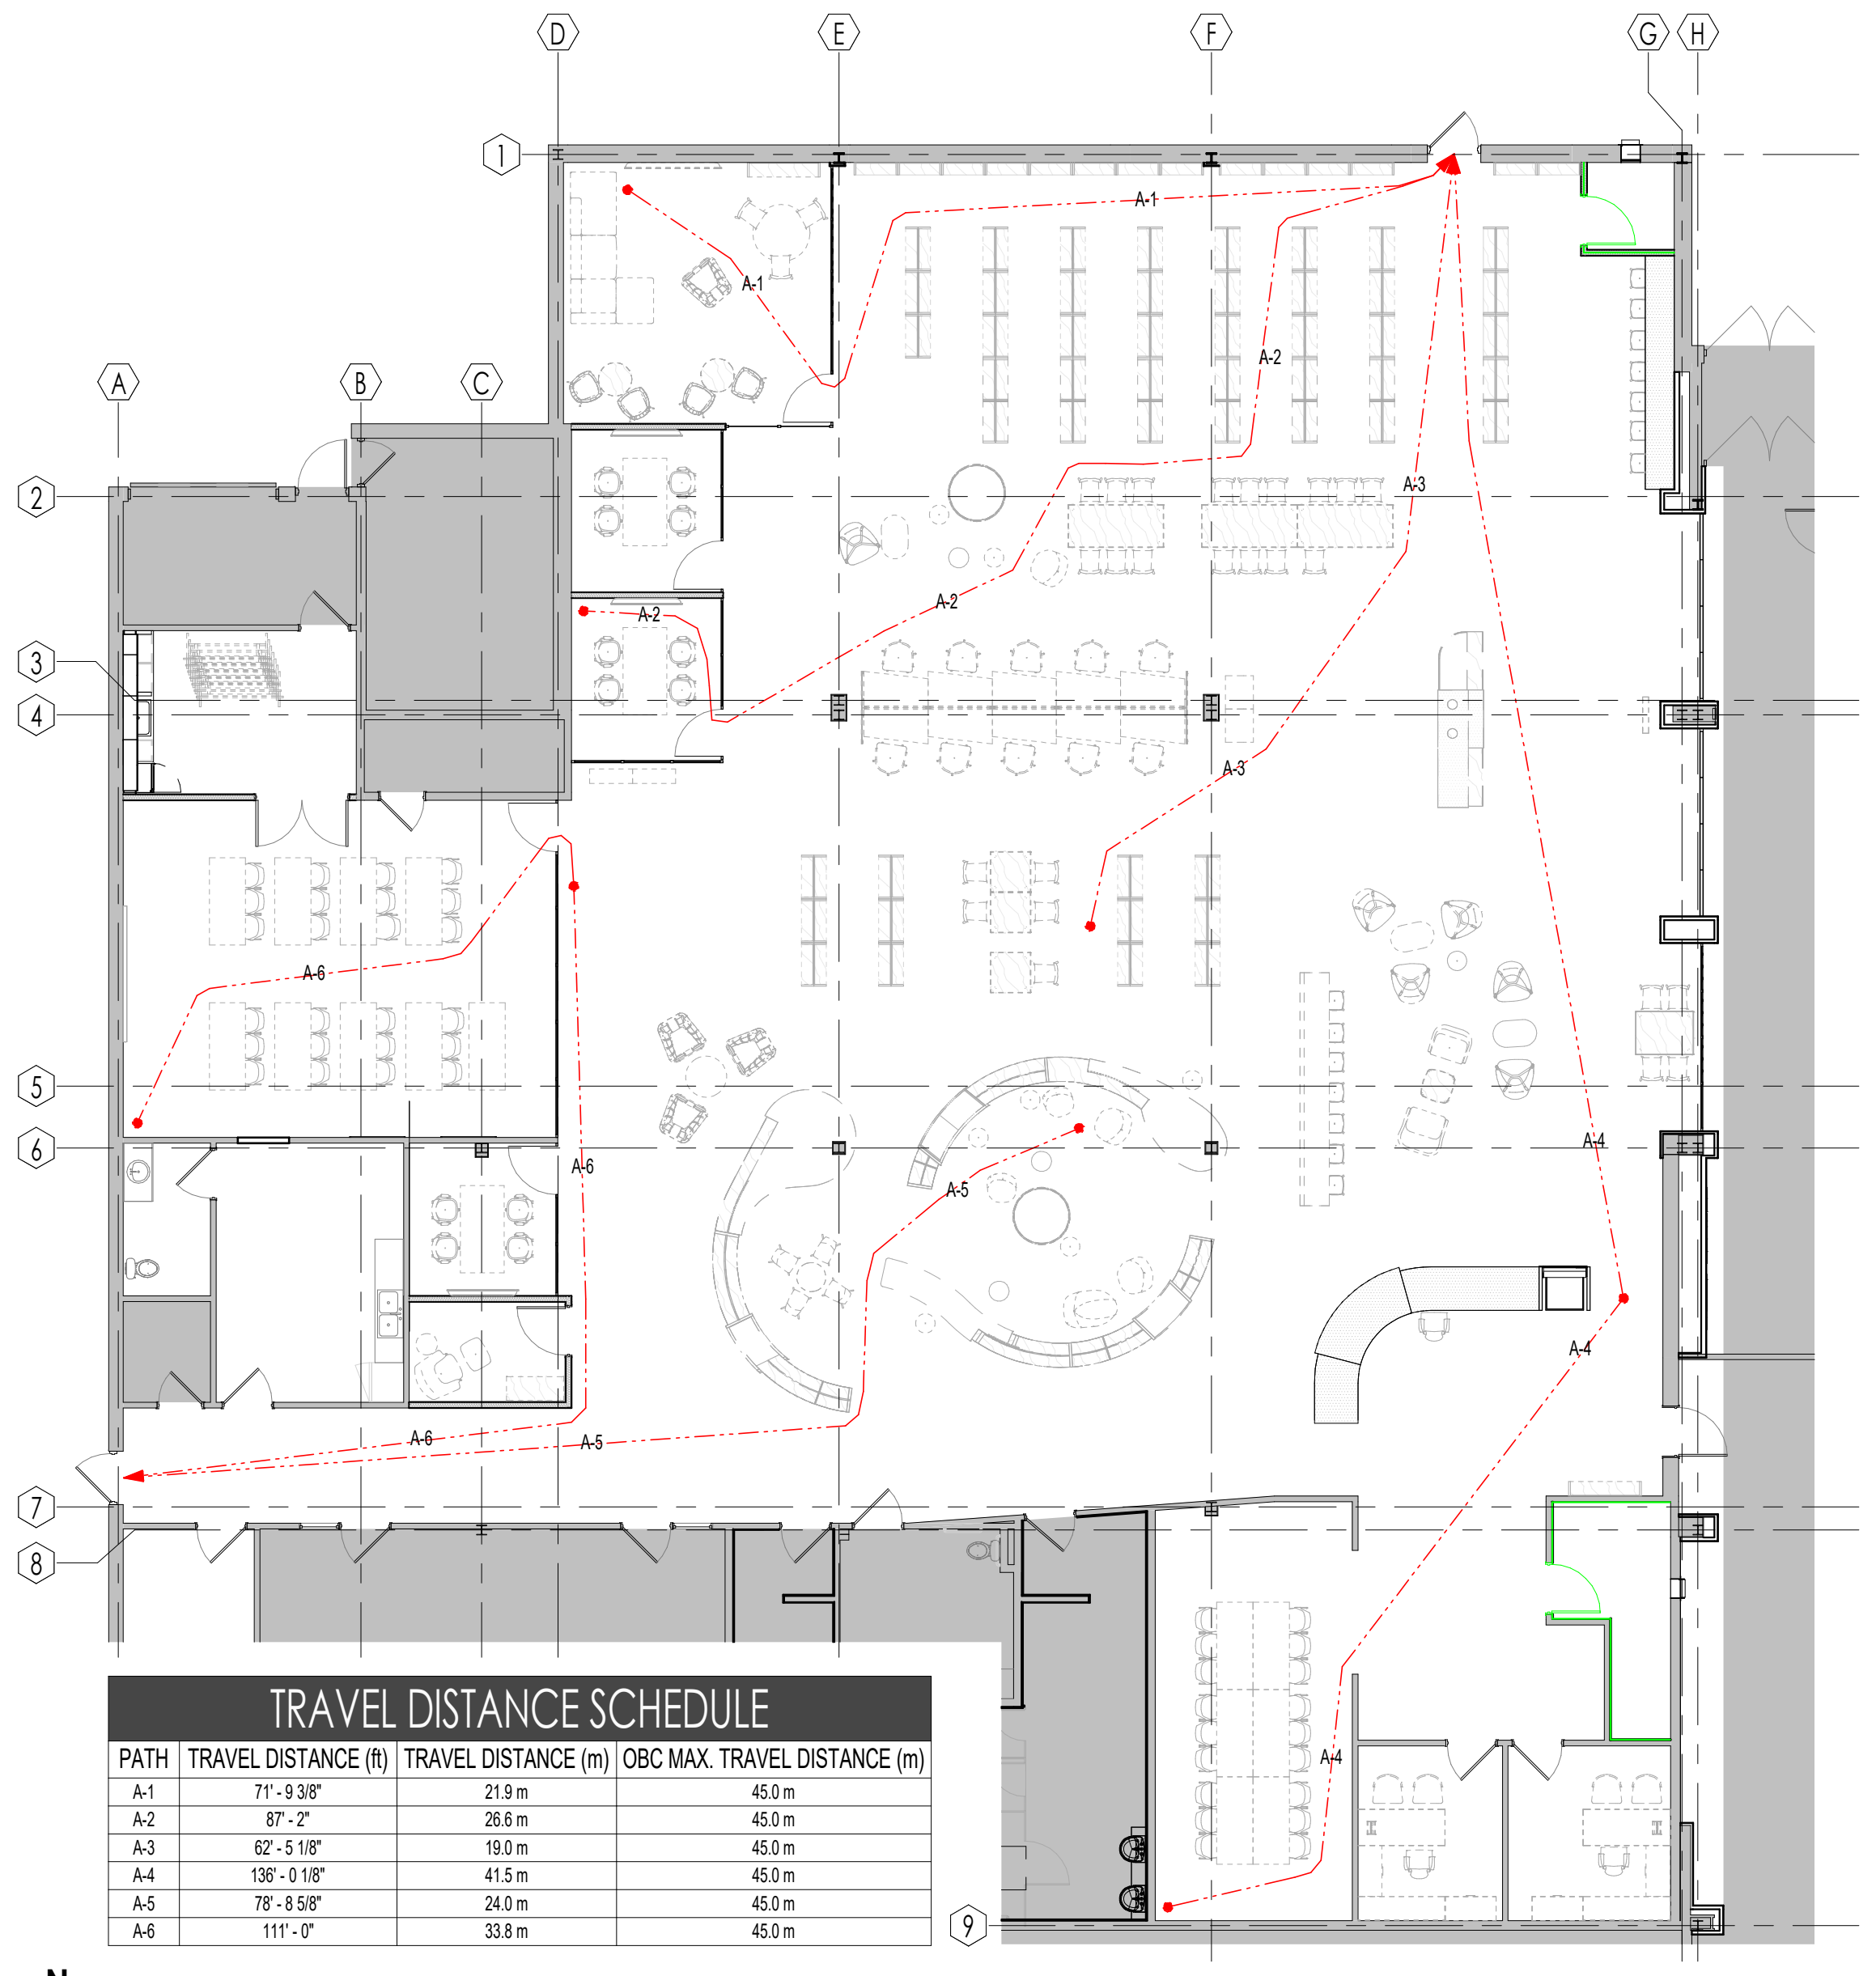 D E F G H
1
A-1
A-1
A-2
A B C
A-3
2
A-2
A-2
3
4
A-3
A-6
5
6
A-4
A-6
A-5
A-4
A-6
A-5
7
8
A-4
TRAVEL DISTANCE SCHEDULE
PATH TRAVEL DISTANCE (ft) TRAVEL DISTANCE (m) OBC MAX. TRAVEL DISTANCE (m)
A-1 71' - 9 3/8" 21.9 m 45.0 m
A-2 87' - 2" 26.6 m 45.0 m
A-3 62' - 5 1/8" 19.0 m 45.0 m
A-4 136' - 0 1/8" 41.5 m 45.0 m
A-5 78' - 8 5/8" 24.0 m 45.0 m
A-6 111' - 0" 33.8 m 45.0 m
9
N